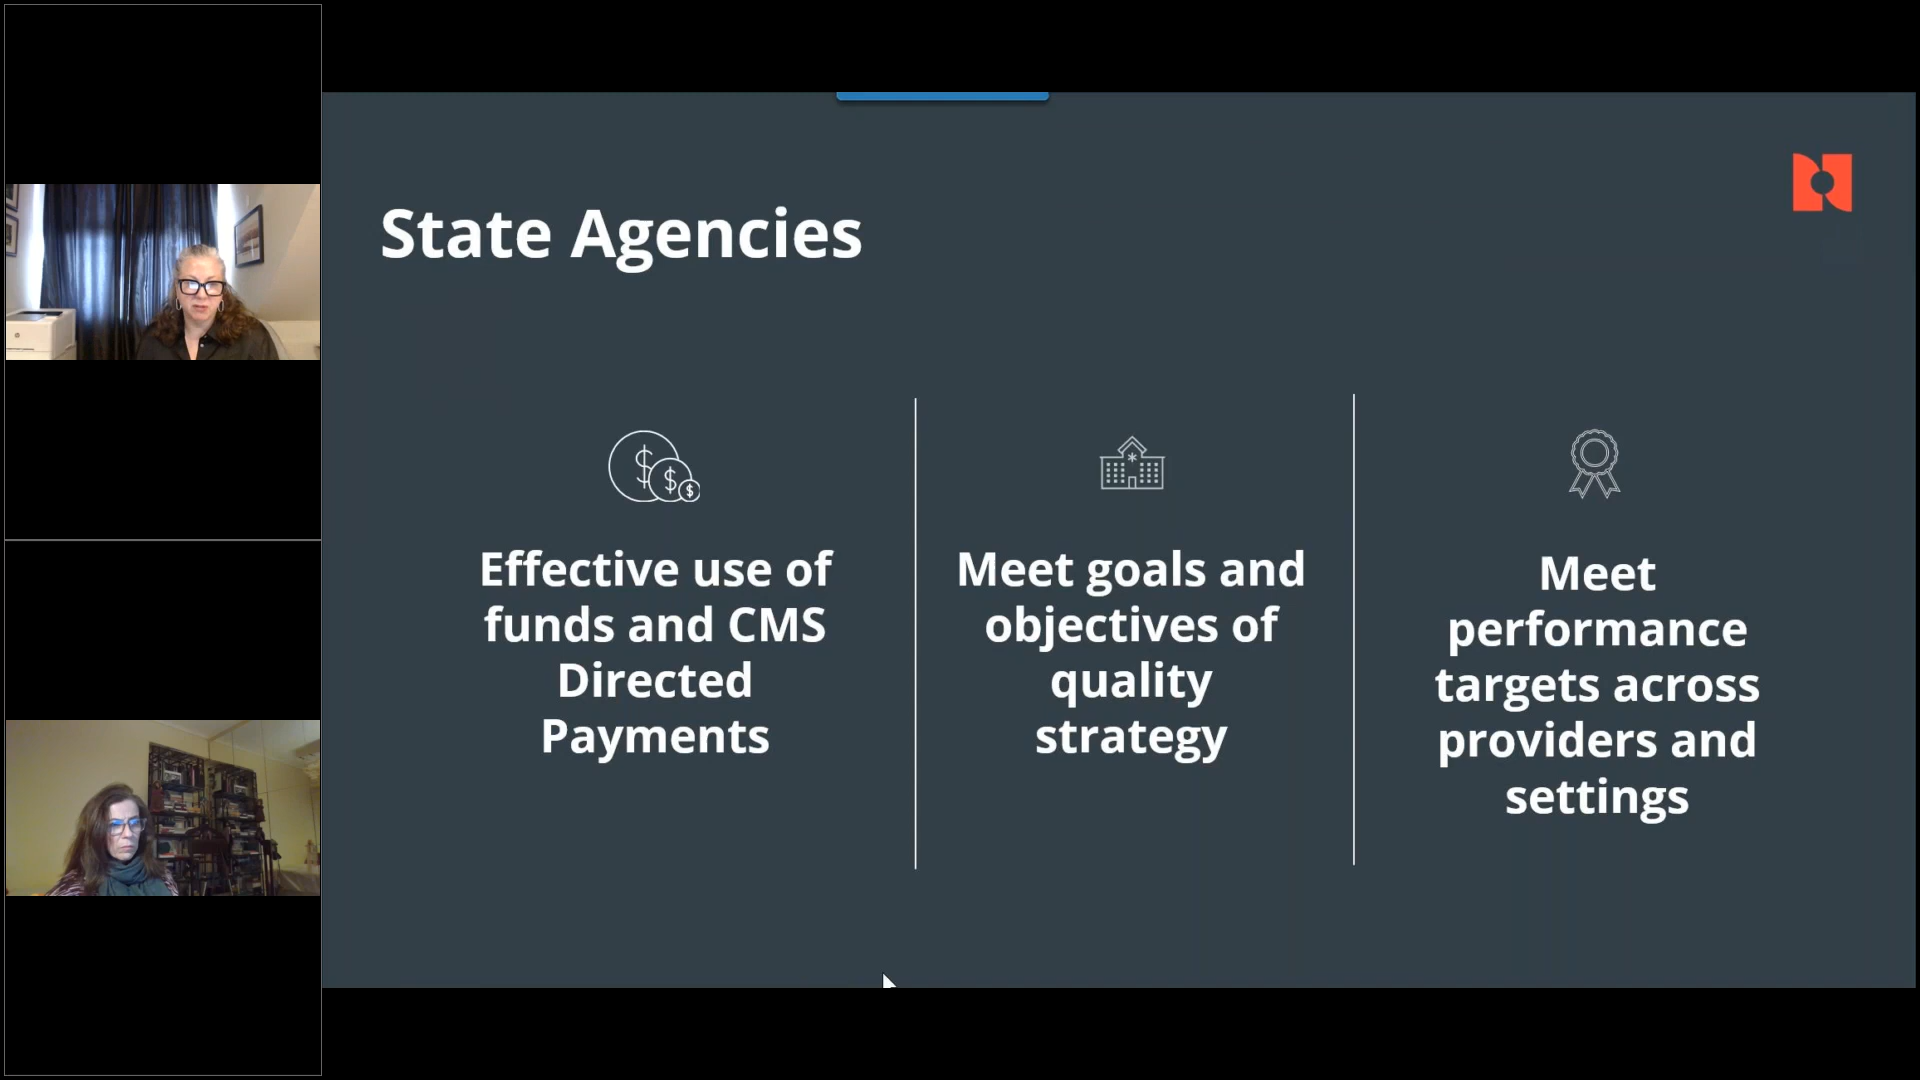 State Agencies
Effective use of
funds and CMS
Directed
Payments
Meet goals and
objectives of
quality
strategy
Meet
performance
targets across
providers and
settings